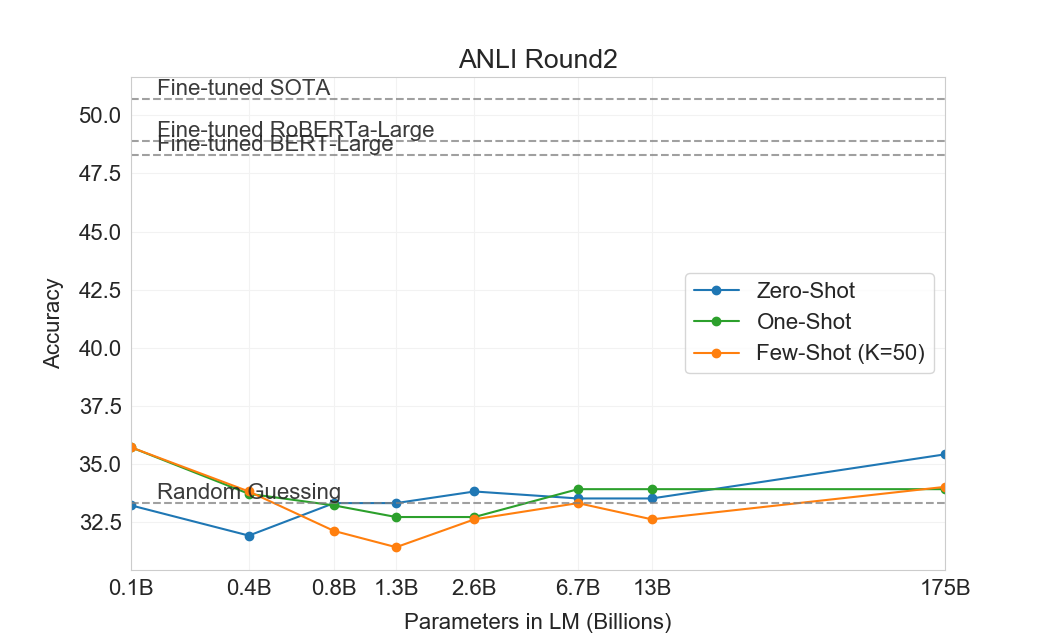 ANLI Round2
Fine-tuned SOTA
50.0
Fine-tuned RoBERTa-Large
Fine-tuned BERT-Large
47.5
45.0
42.5
40.0
37.5
35.0
32.5
Accuracy
Zero-Shot
One-Shot
Few-Shot (K=50)
Random Guessing
0.1B 0.4B 0.8B 1.3B 2.6B 6.7B 13B 175B
Parameters in LM (Billions)